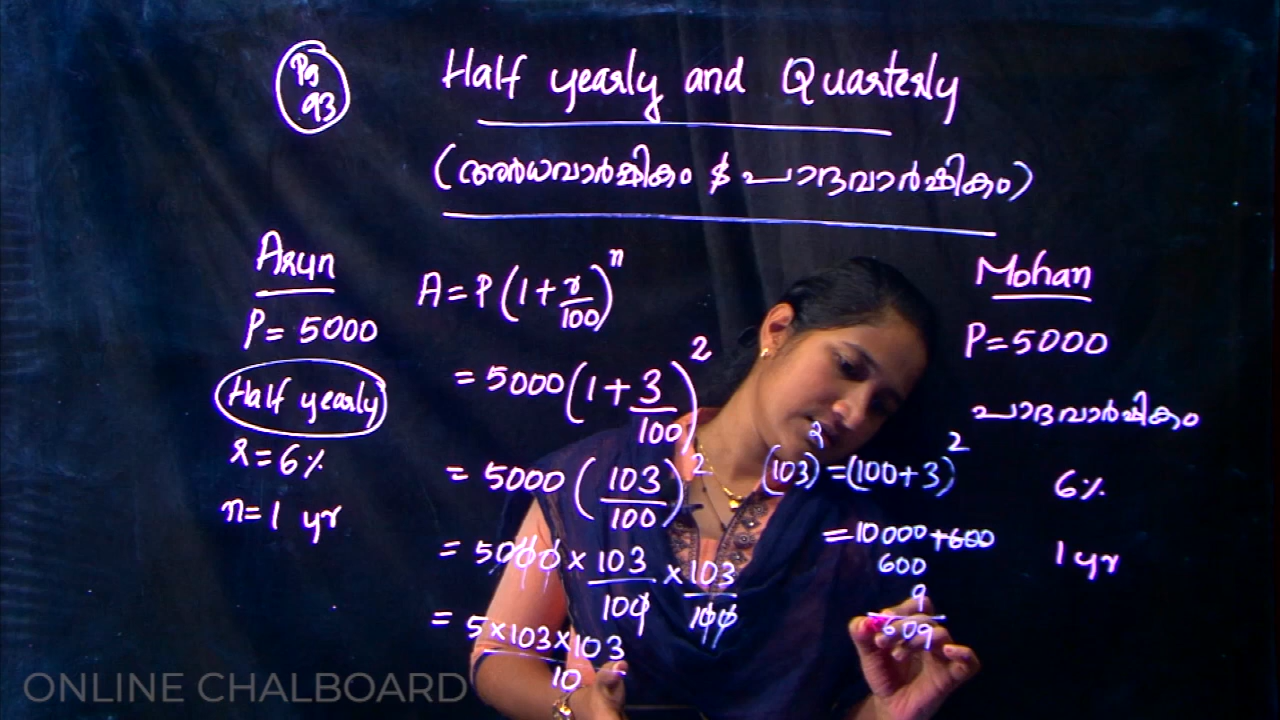 Pg 93
Half yearly and Quarterly
(അർധവാർഷികം & പാദവാർഷികം)
Arun
P = 5000
Half yearly
r = 6%
n = 1 yr
A = P(1 + r/100)^n
= 5000(1 + 3/100)^2
= 5000(103/100)^2
= 5000 × 103/100 × 103/100
= 5×103×103/10
(103)^2 = (100+3)^2
= 10000 + 600
600
9
609
Mohan
P = 5000
പാദവാർഷികം
6%
1 yr
ONLINE CHALBOARD